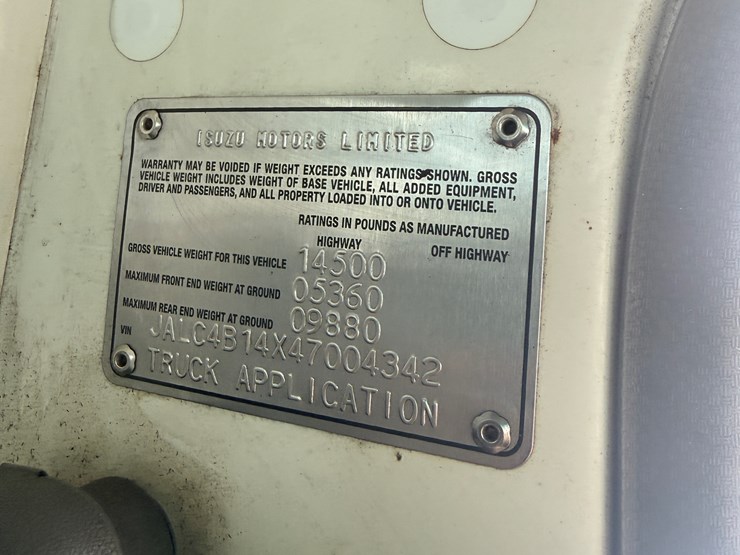 ISUZU MOTORS LIMITED
WARRANTY MAY BE VOIDED IF WEIGHT EXCEEDS ANY RATINGS SHOWN. GROSS
VEHICLE WEIGHT INCLUDES WEIGHT OF BASE VEHICLE, ALL ADDED EQUIPMENT,
DRIVER AND PASSENGERS, AND ALL PROPERTY LOADED INTO OR ONTO VEHICLE.
RATINGS IN POUNDS AS MANUFACTURED
HIGHWAY OFF HIGHWAY
GROSS VEHICLE WEIGHT FOR THIS VEHICLE 14500
MAXIMUM FRONT END WEIGHT AT GROUND 05360
MAXIMUM REAR END WEIGHT AT GROUND 09880
VIN JALC4B14X47004342
TRUCK APPLICATION